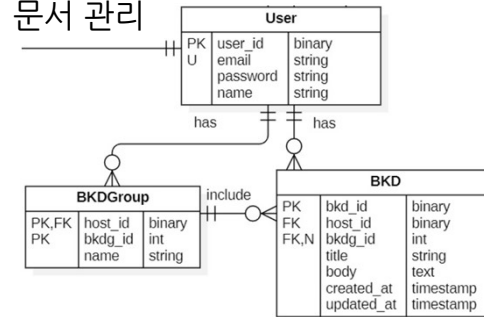 문서 관리
User
PK user_id binary
U email string
password string
name string
has has
BKDGroup
PK,FK host_id binary
PK bkdg_id int
name string
include
BKD
PK bkd_id binary
FK host_id binary
FK,N bkdg_id int
title string
body text
created_at timestamp
updated_at timestamp